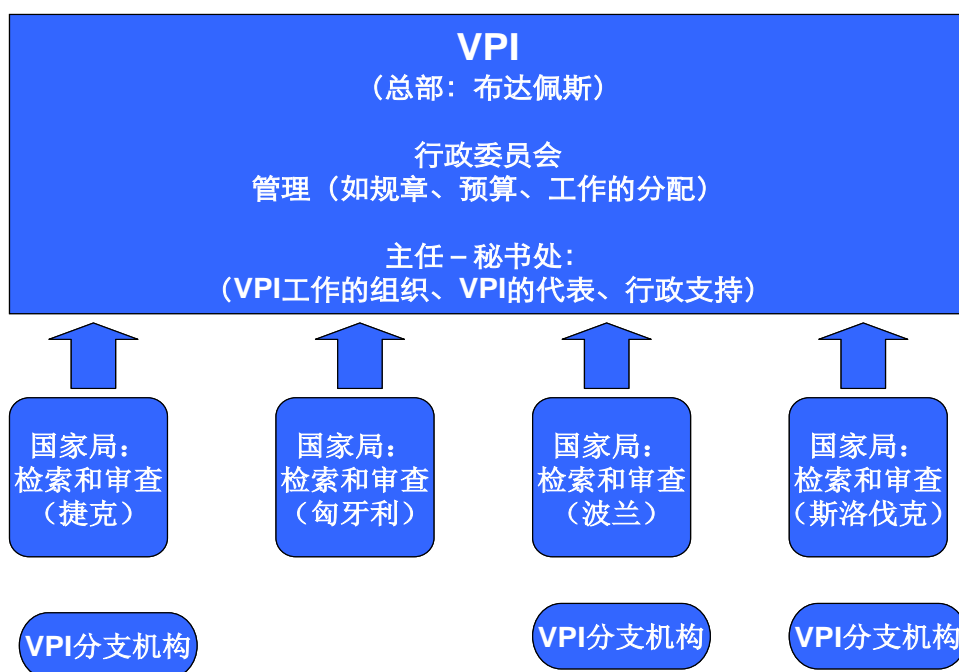 VPI
（总部：布达佩斯）
行政委员会
管理（如规章、预算、工作的分配）
主任 – 秘书处：
（VPI工作的组织、VPI的代表、行政支持）
国家局：
检索和审查
（捷克）
国家局：
检索和审查
（匈牙利）
国家局：
检索和审查
（波兰）
国家局：
检索和审查
（斯洛伐克）
VPI分支机构
VPI分支机构
VPI分支机构